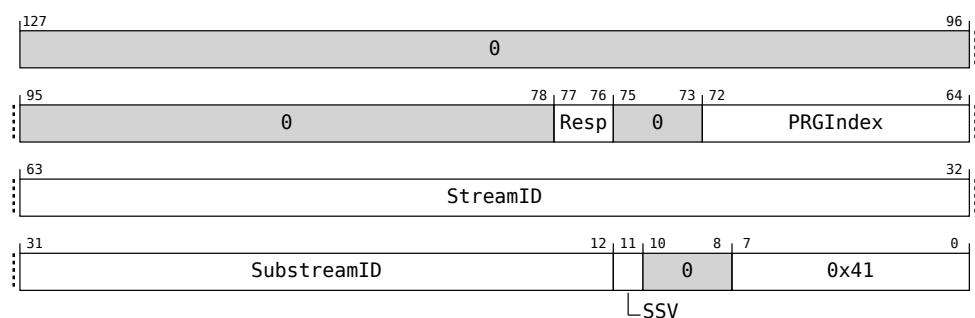 127 96
0
95 78 77 76 75 73 72 64
0 Resp 0 PRGIndex
63 32
StreamID
31 12 11 10 8 7 0
SubstreamID 0 0x41
SSV